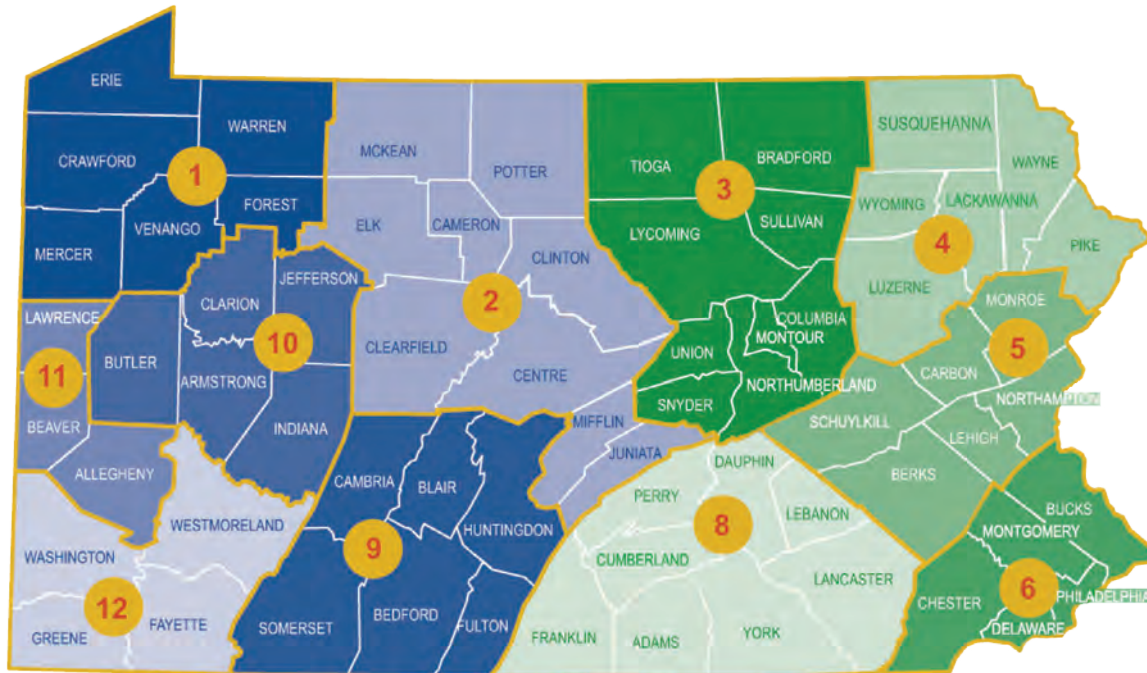 ERIE
WARREN
CRAWFORD
1
FOREST
VENANGO
MERCER
MCKEAN
POTTER
ELK
CAMERON
CLINTON
2
CLEARFIELD
CENTRE
MIFFLIN
JUNIATA
TIOGA
BRADFORD
3
SULLIVAN
LYCOMING
COLUMBIA
MONTOUR
UNION
NORTHUMBERLAND
SNYDER
SUSQUEHANNA
WAYNE
WYOMING
LACKAWANNA
4
PIKE
LUZERNE
MONROE
5
CARBON
NORTHAMPTON
SCHUYLKILL
LEHIGH
BERKS
BUCKS
MONTGOMERY
6
CHESTER
PHILADELPHIA
DELAWARE
DAUPHIN
PERRY
LEBANON
8
CUMBERLAND
LANCASTER
FRANKLIN
ADAMS
YORK
CAMBRIA
BLAIR
HUNTINGDON
9
BEDFORD
SOMERSET
FULTON
JEFFERSON
CLARION
10
BUTLER
ARMSTRONG
INDIANA
LAWRENCE
11
BEAVER
ALLEGHENY
WESTMORELAND
WASHINGTON
12
GREENE
FAYETTE